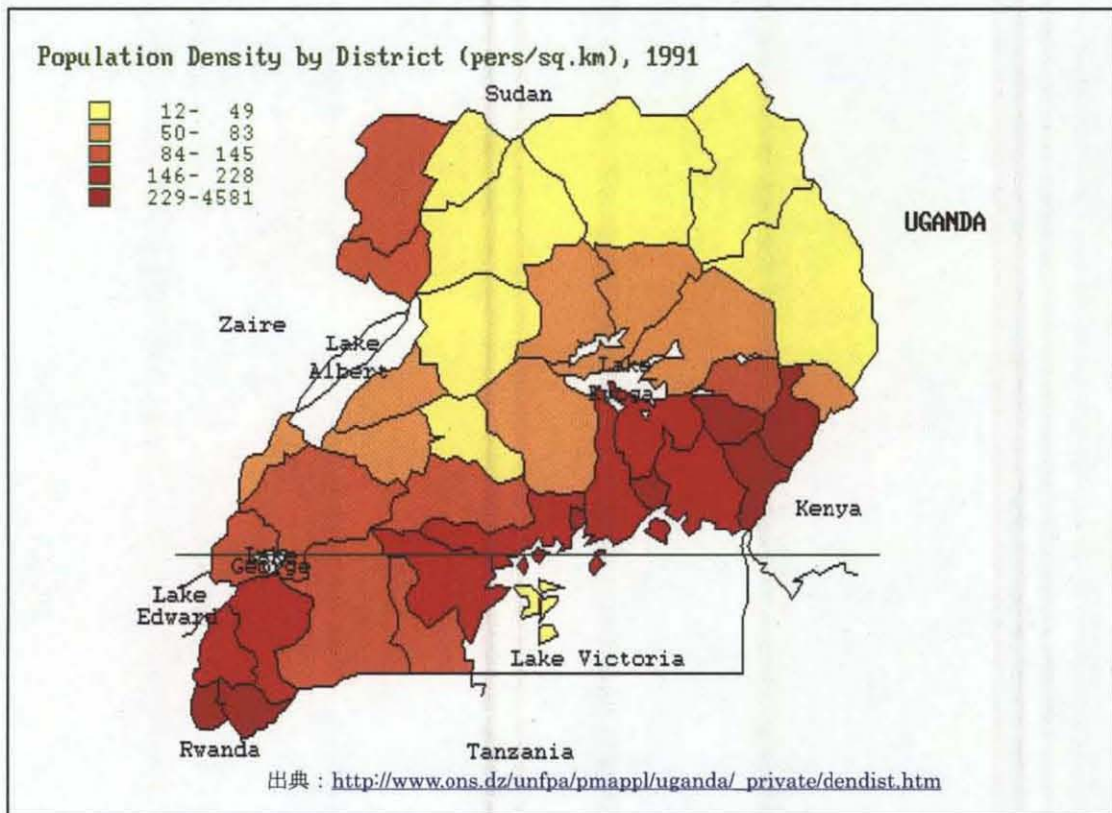 Population Density by District (pers/sq.km), 1991
12- 49
50- 83
84- 145
146- 228
229-4581
Sudan
UGANDA
Zaire
Lake
Albert
Lake
Kyoga
Kenya
Lake
George
Lake
Edward
Lake Victoria
Rwanda
Tanzania
出典：http://www.ons.dz/unfpa/pmappl/uganda/_private/dendist.htm